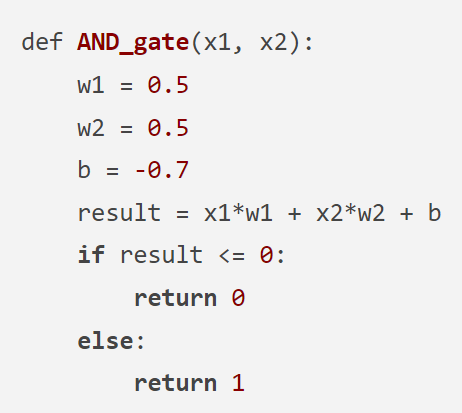 def AND_gate(x1, x2):
    w1 = 0.5
    w2 = 0.5
    b = -0.7
    result = x1*w1 + x2*w2 + b
    if result <= 0:
        return 0
    else:
        return 1